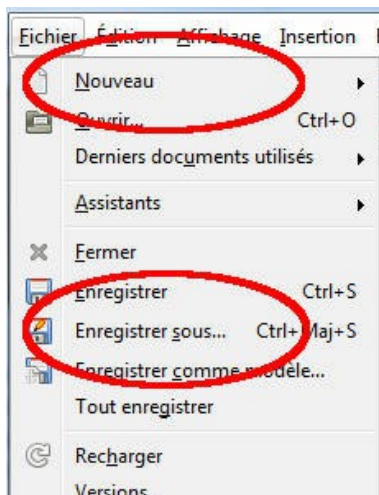 Fichier Édition Affichage Insertion
Nouveau
Ouvrir... Ctrl+O
Derniers documents utilisés
Assistants
Fermer
Enregistrer Ctrl+S
Enregistrer sous... Ctrl+Maj+S
Enregistrer comme modèle...
Tout enregistrer
Recharger
Versions